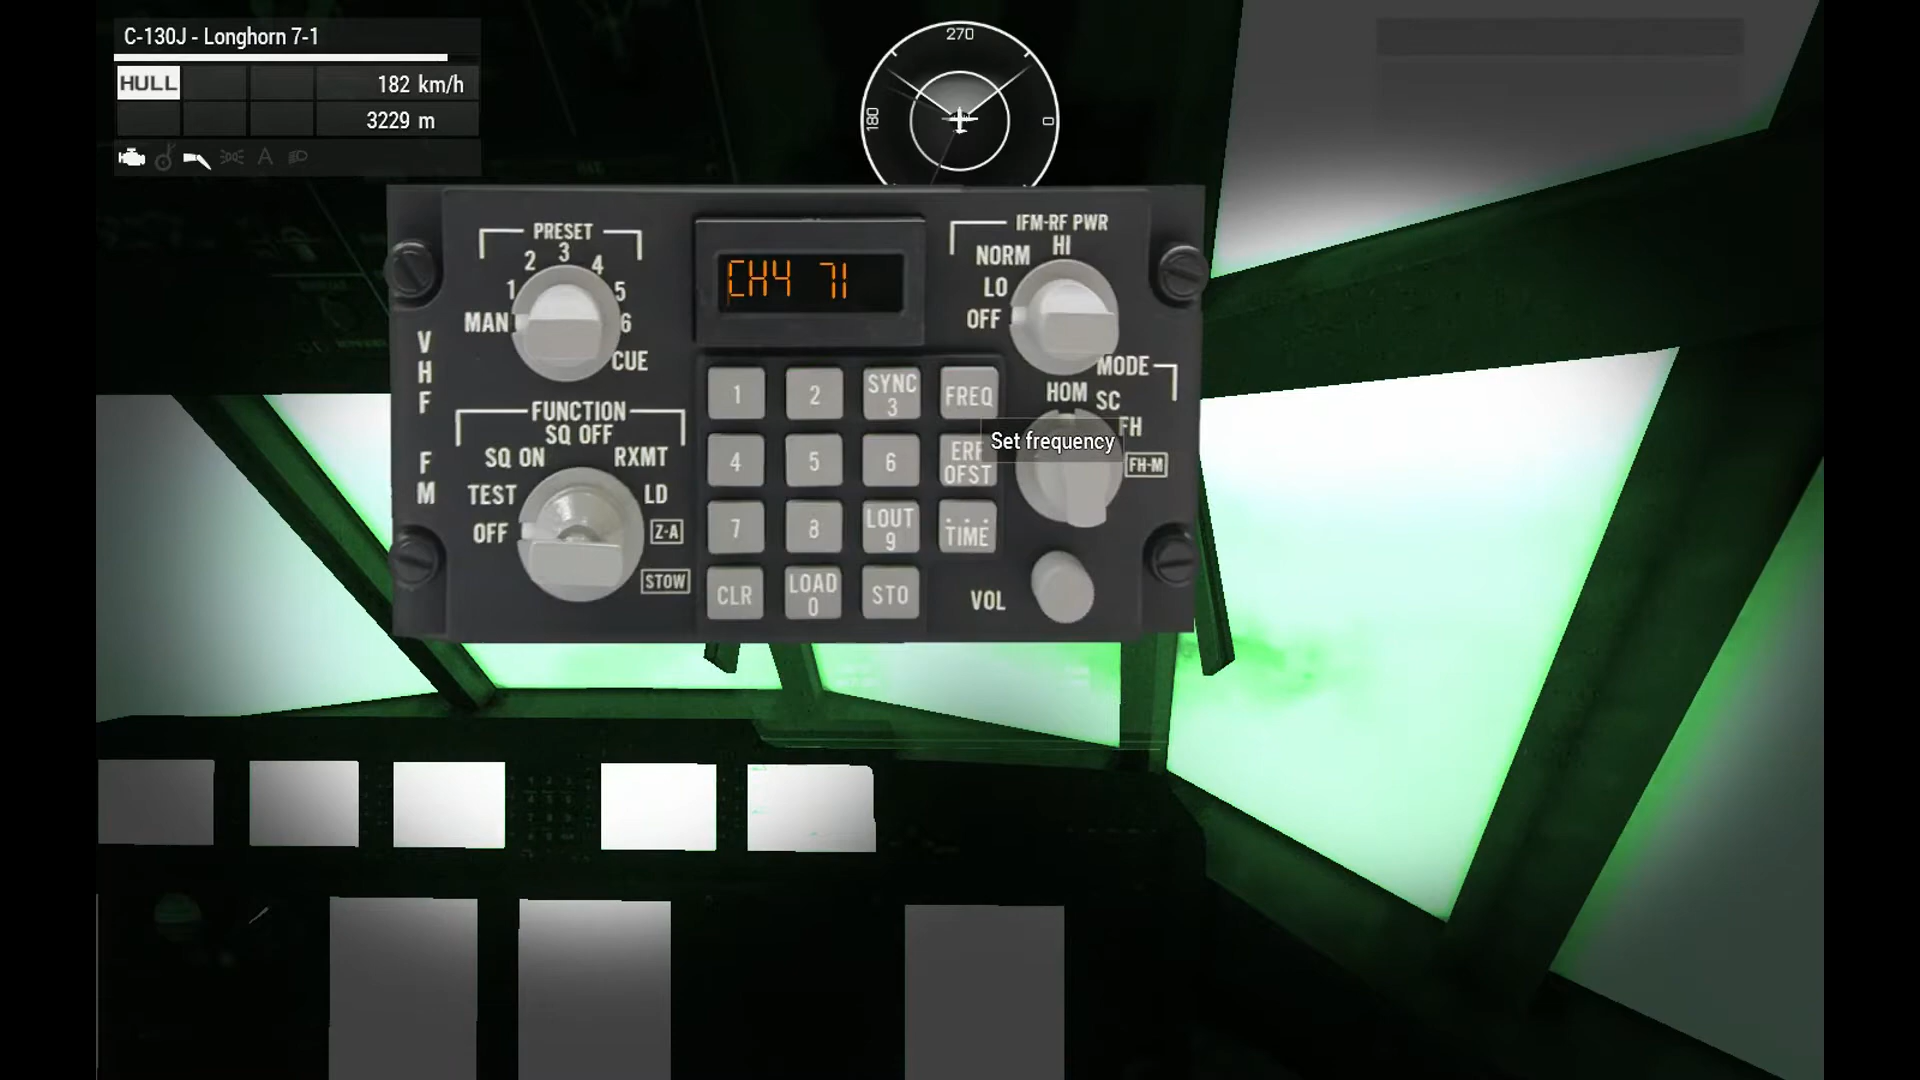 C-130J - Longhorn 7-1
HULL
182 km/h
3229 m
A
270
180
0
PRESET
1 2 3 4 5 6
MAN
CUE
CH4 71
IFM-RF PWR
NORM HI
LO
OFF
VHF FM
MODE
HOM SC
FH
FH-M
FUNCTION
SQ OFF
SQ ON RXMT
TEST LD
OFF Z-A
STOW
1 2 SYNC 3 FREQ
Set frequency
4 5 6 ERF OFST
7 8 LOUT 9 TIME
CLR LOAD 0 STO
VOL